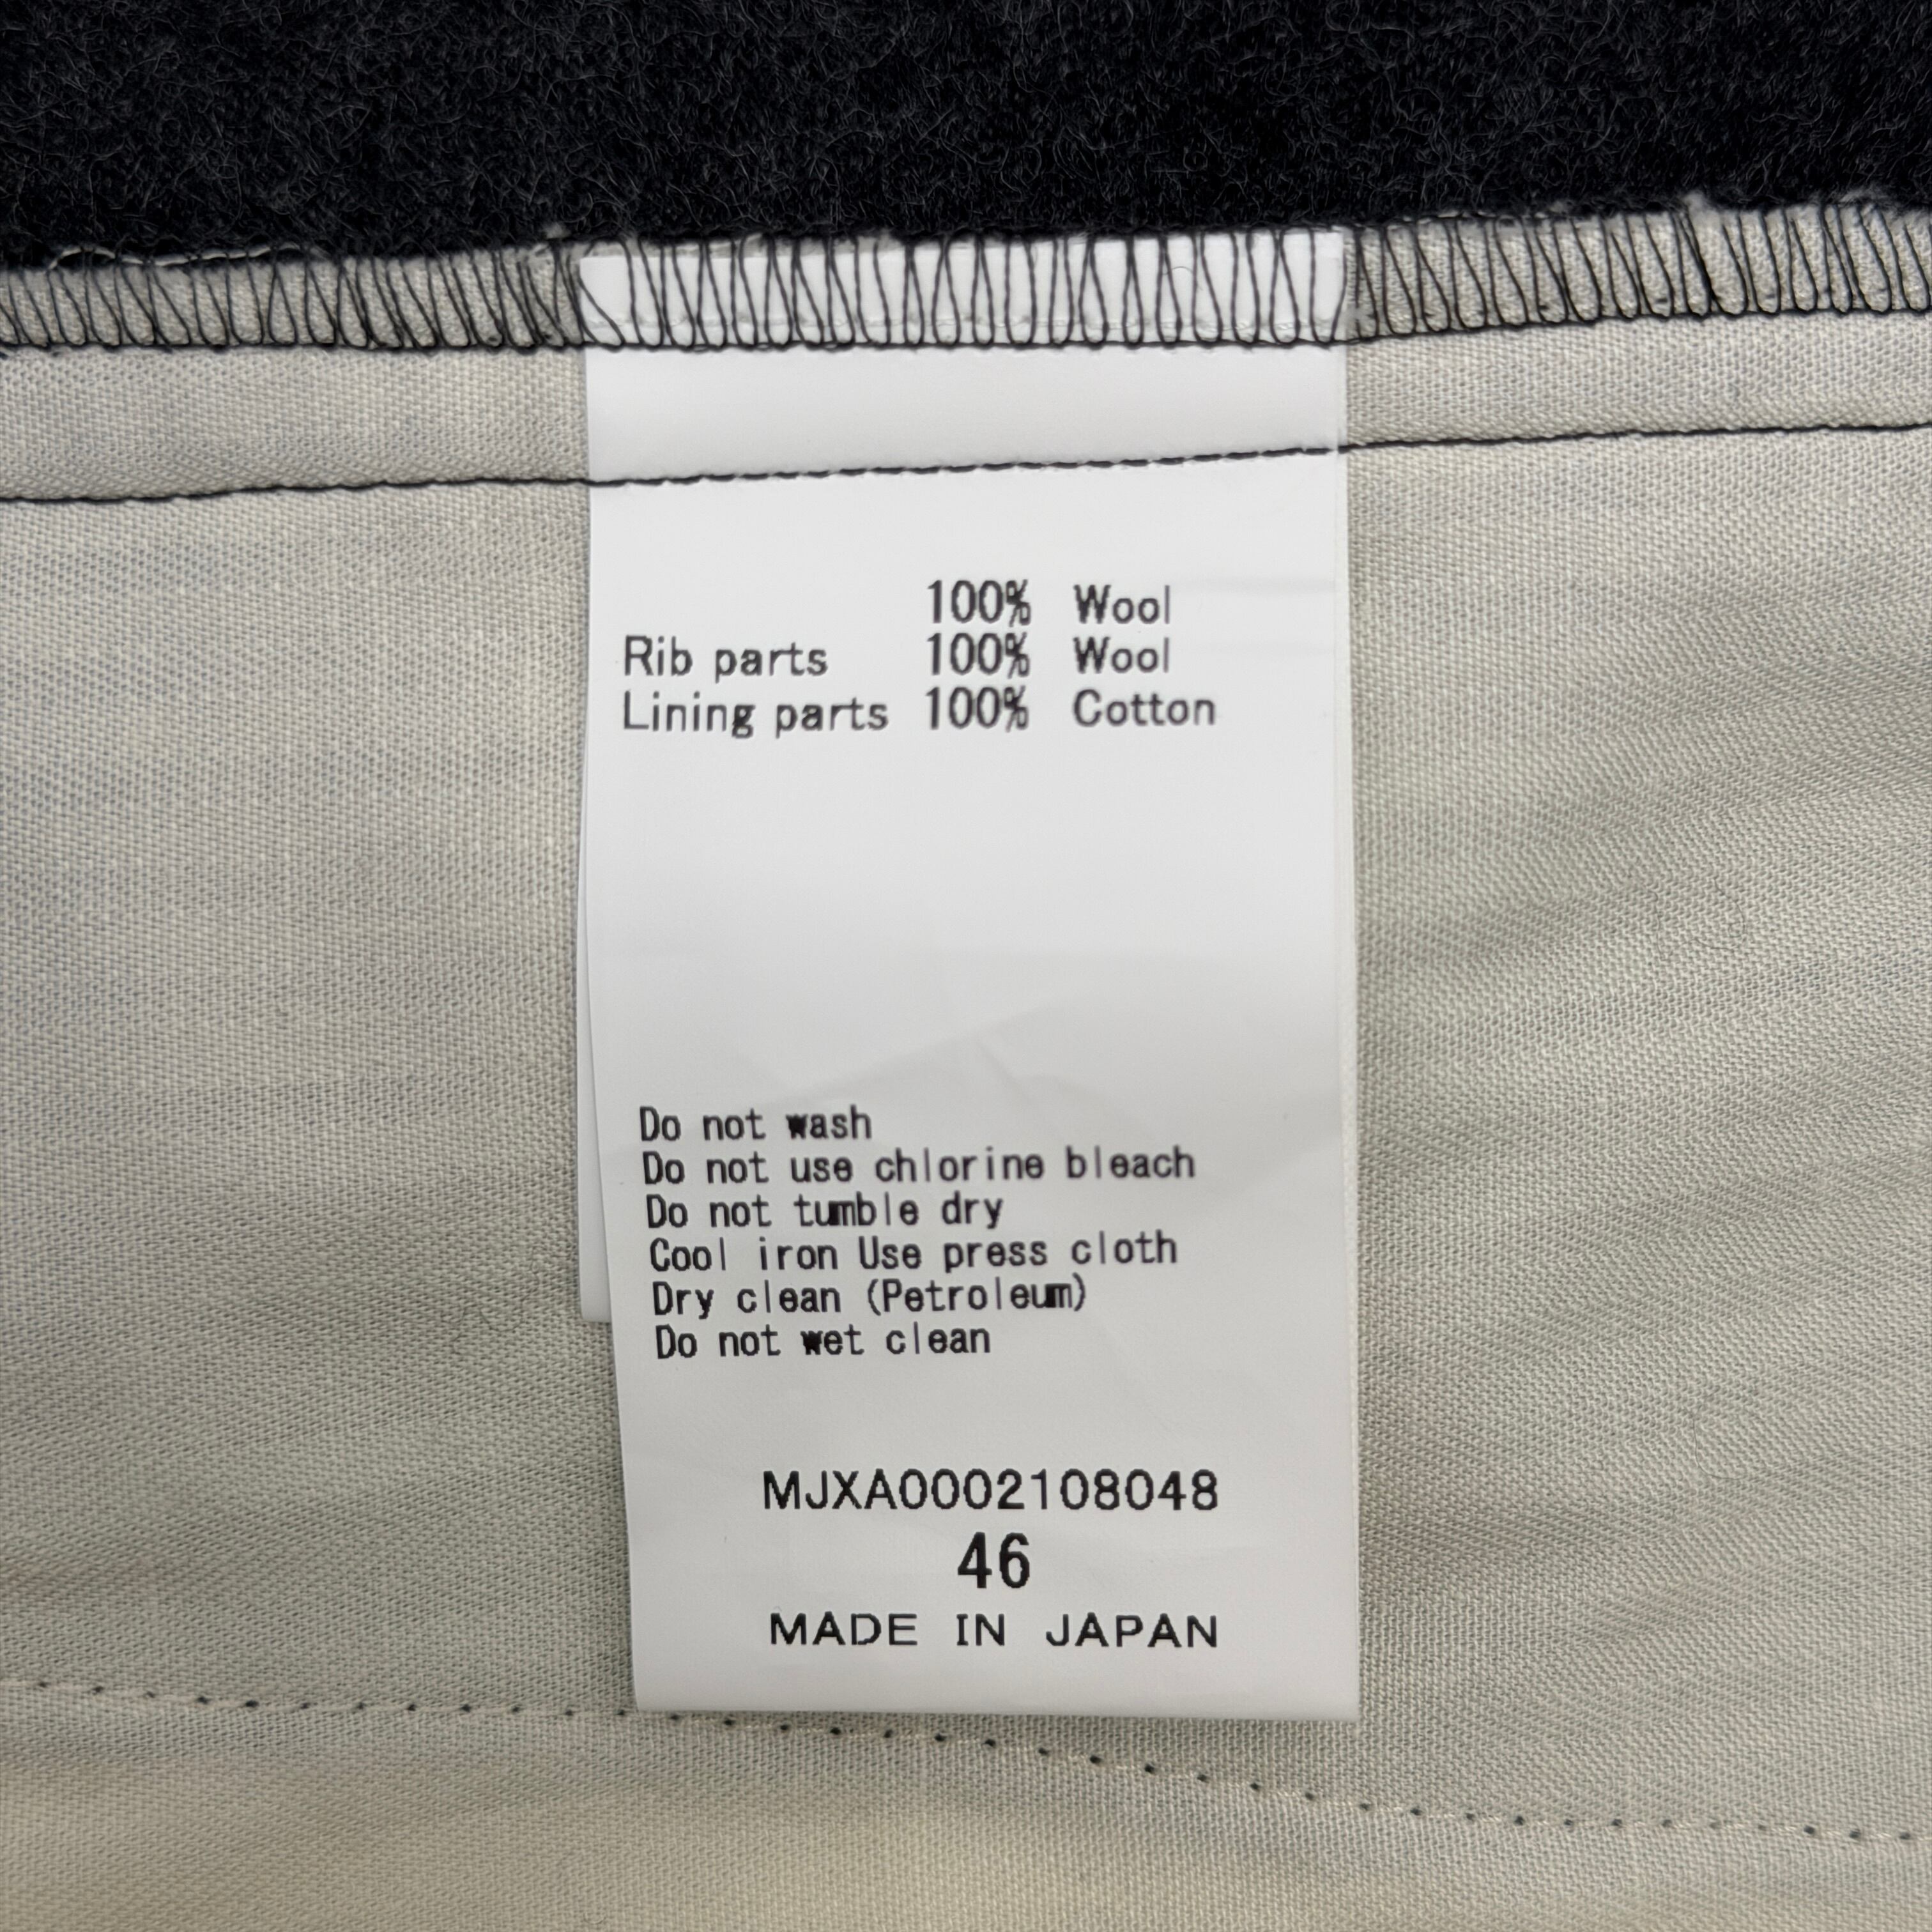 100% Wool
Rib parts 100% Wool
Lining parts 100% Cotton
Do not wash
Do not use chlorine bleach
Do not tumble dry
Cool iron Use press cloth
Dry clean (Petroleum)
Do not wet clean
MJXA0002108048
46
MADE IN JAPAN